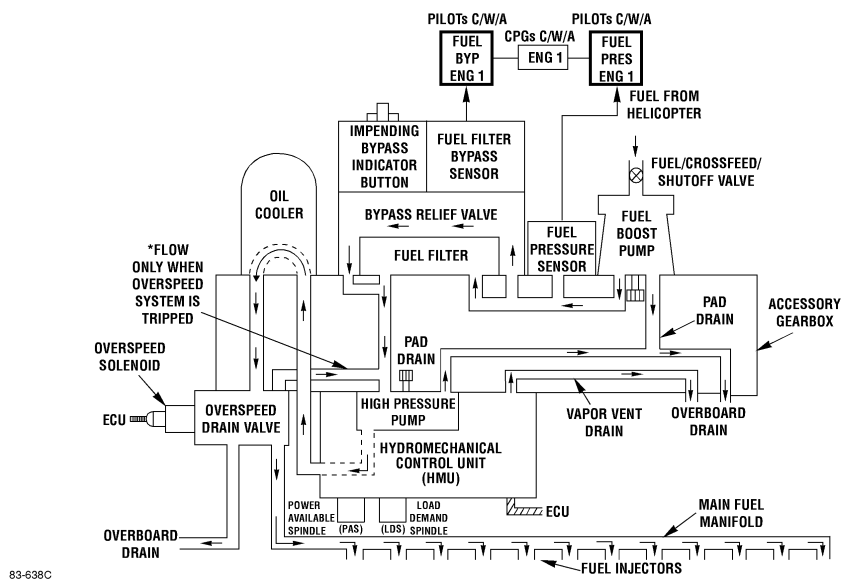 PILOTs C/W/A
PILOTs C/W/A
CPGs C/W/A
FUEL
BYP
ENG 1
ENG 1
FUEL
PRES
ENG 1
FUEL FROM
HELICOPTER
IMPENDING
BYPASS
INDICATOR
BUTTON
FUEL FILTER
BYPASS
SENSOR
FUEL/CROSSFEED/
SHUTOFF VALVE
OIL
COOLER
BYPASS RELIEF VALVE
FUEL
BOOST
PUMP
FUEL
PRESSURE
SENSOR
FUEL FILTER
*FLOW
ONLY WHEN
OVERSPEED
SYSTEM IS
TRIPPED
PAD
DRAIN
ACCESSORY
GEARBOX
OVERSPEED
SOLENOID
PAD
DRAIN
ECU
OVERSPEED
DRAIN VALVE
HIGH PRESSURE
PUMP
VAPOR VENT
DRAIN
OVERBOARD
DRAIN
HYDROMECHANICAL
CONTROL UNIT
(HMU)
POWER
AVAILABLE
SPINDLE
(PAS)
(LDS)
LOAD
DEMAND
SPINDLE
ECU
MAIN FUEL
MANIFOLD
OVERBOARD
DRAIN
FUEL INJECTORS
83-638C